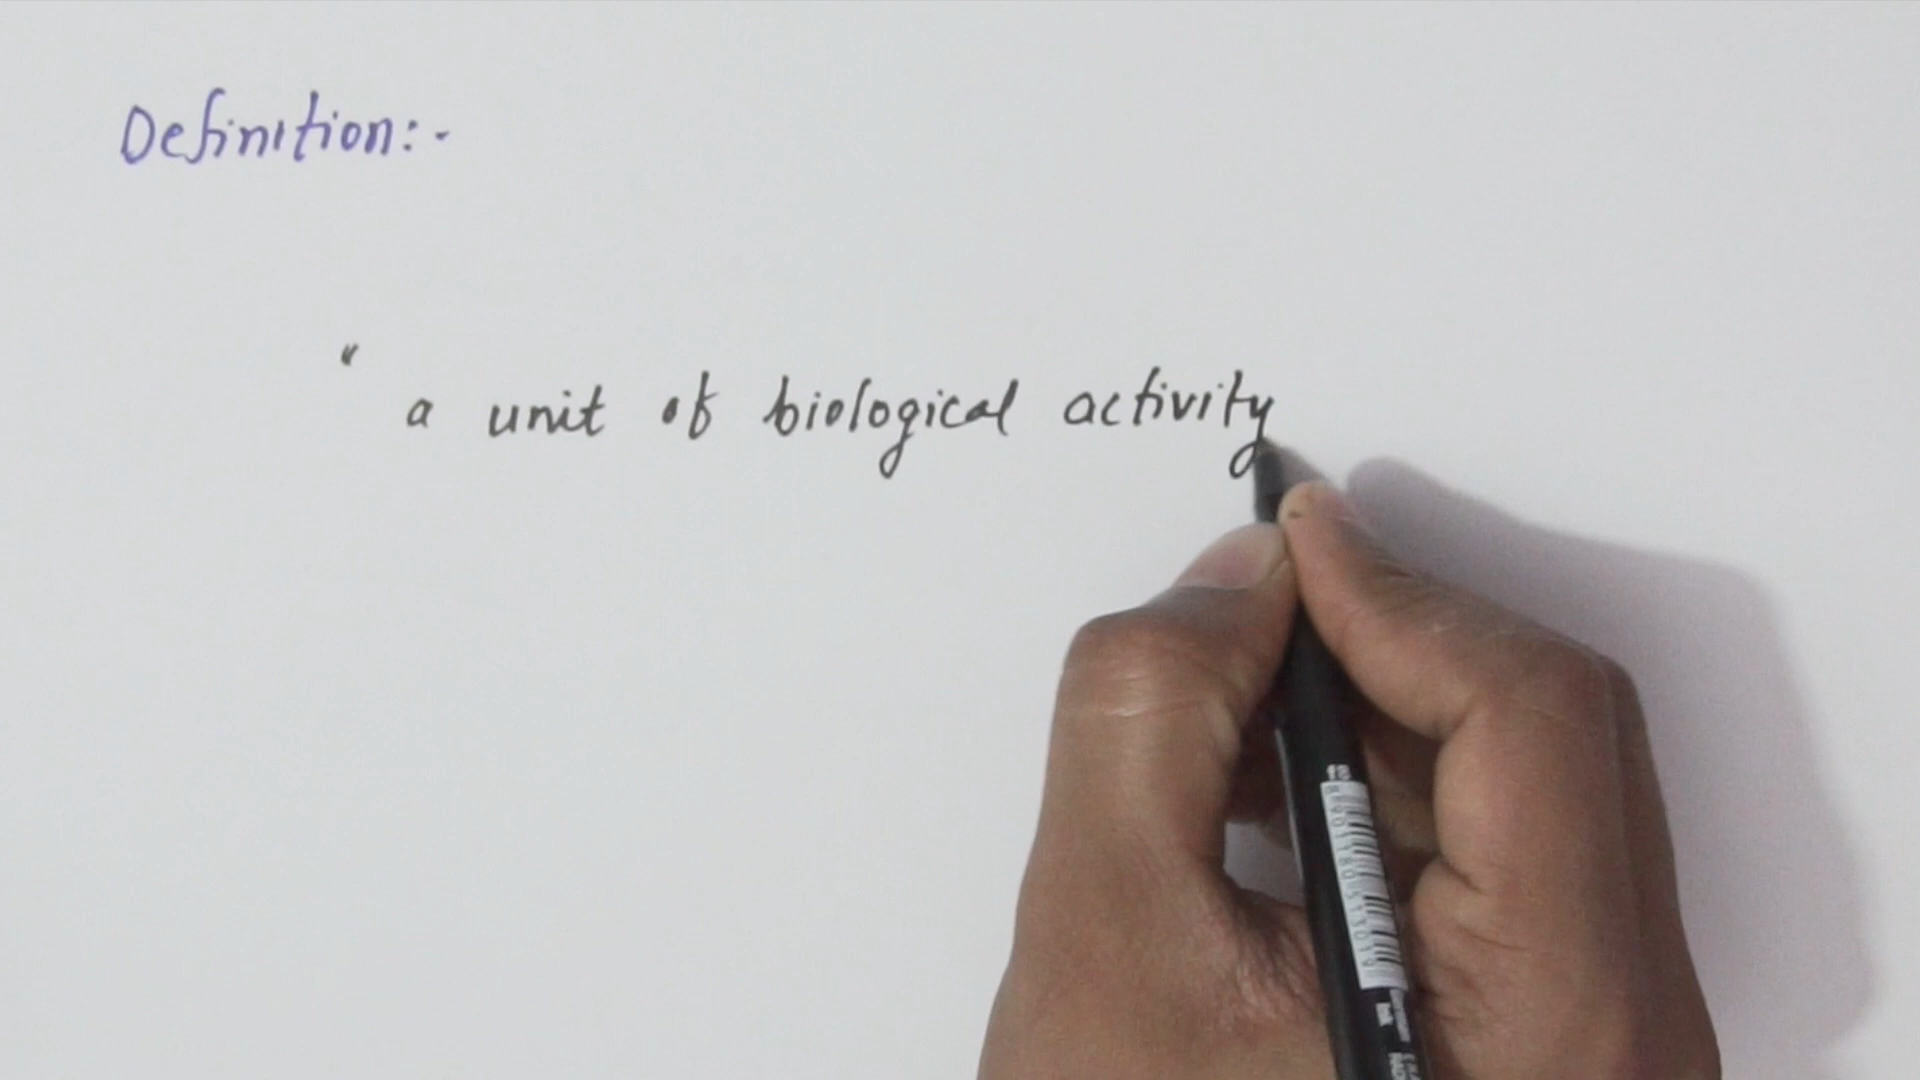 Definition:-
" a unit of biological activity